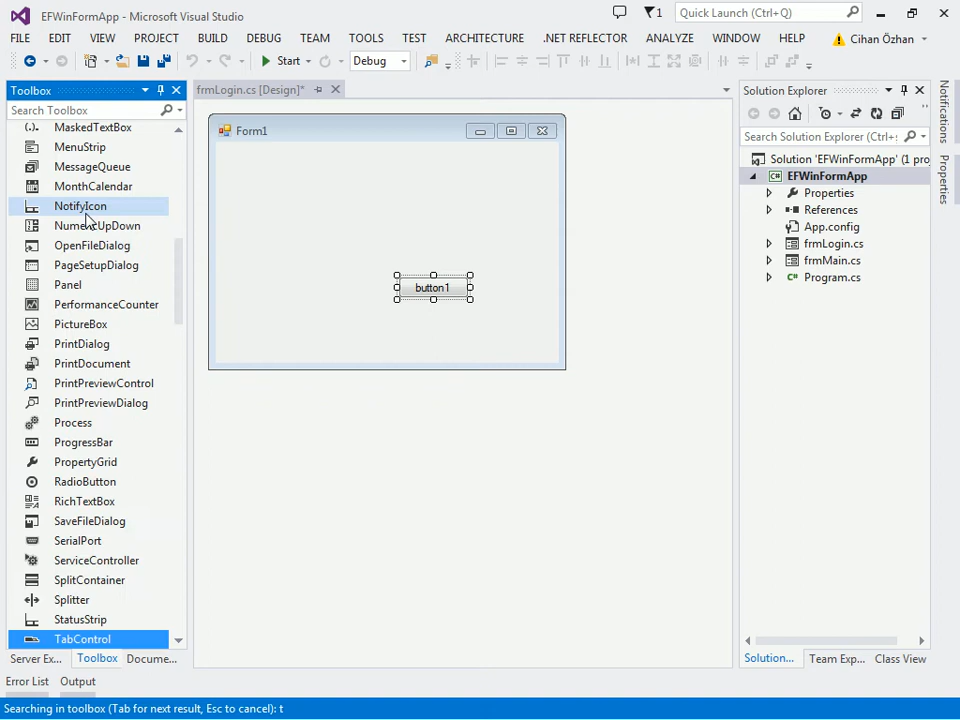 EFWinFormApp - Microsoft Visual Studio
1
Quick Launch (Ctrl+Q)
FILE EDIT VIEW PROJECT BUILD DEBUG TEAM TOOLS TEST ARCHITECTURE .NET REFLECTOR ANALYZE WINDOW HELP Cihan Özhan
Start Debug
Toolbox
Search Toolbox
MaskedTextBox
MenuStrip
MessageQueue
MonthCalendar
NotifyIcon
NumericUpDown
OpenFileDialog
PageSetupDialog
Panel
PerformanceCounter
PictureBox
PrintDialog
PrintDocument
PrintPreviewControl
PrintPreviewDialog
Process
ProgressBar
PropertyGrid
RadioButton
RichTextBox
SaveFileDialog
SerialPort
ServiceController
SplitContainer
Splitter
StatusStrip
TabControl
Server Ex... Toolbox Docume...
frmLogin.cs [Design]*
Form1
button1
Solution Explorer
Search Solution Explorer (Ctrl+;
Solution 'EFWinFormApp' (1 proj
EFWinFormApp
Properties
References
App.config
frmLogin.cs
frmMain.cs
Program.cs
Solution... Team Exp... Class View
Notifications
Properties
Error List Output
Searching in toolbox (Tab for next result, Esc to cancel): t